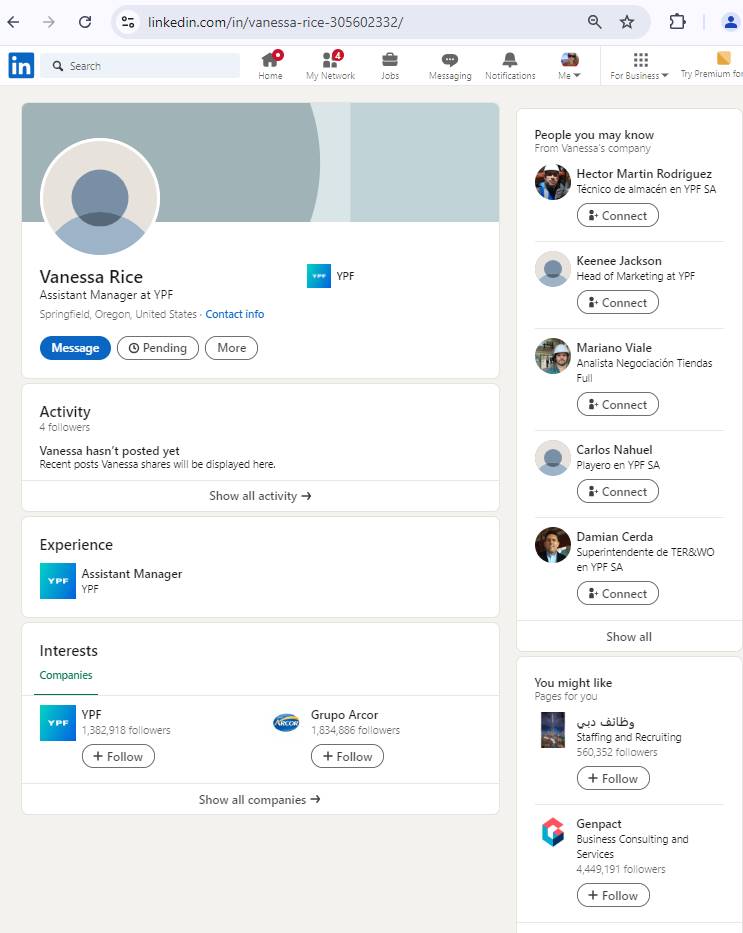 linkedin.com/in/vanessa-rice-305602332/
in
Search
Home
4
My Network
Jobs
Messaging
Notifications
Me
For Business
Try Premium for
Vanessa Rice
Assistant Manager at YPF
Springfield, Oregon, United States · Contact info
YPF
YPF
Message
Pending
More
Activity
4 followers
Vanessa hasn't posted yet
Recent posts Vanessa shares will be displayed here.
Show all activity →
Experience
YPF
Assistant Manager
YPF
Interests
Companies
YPF
YPF
1,382,918 followers
+ Follow
ARCOR
Grupo Arcor
1,834,886 followers
+ Follow
Show all companies →
People you may know
From Vanessa's company
Hector Martin Rodríguez
Técnico de almacén en YPF SA
Connect
Keenee Jackson
Head of Marketing at YPF
Connect
Mariano Viale
Analista Negociación Tiendas
Full
Connect
Carlos Nahuel
Playero en YPF SA
Connect
Damian Cerda
Superintendente de TER&WO
en YPF SA
Connect
Show all
You might like
Pages for you
وظائف دبي
Staffing and Recruiting
560,352 followers
+ Follow
Genpact
Business Consulting and
Services
4,449,191 followers
+ Follow